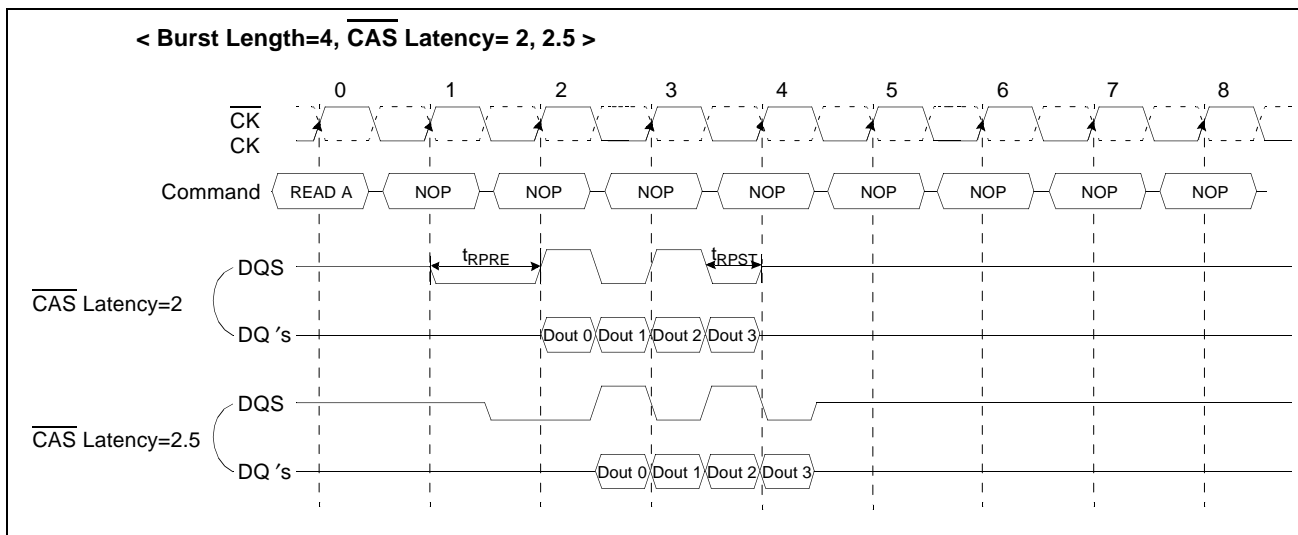 < Burst Length=4, CAS Latency= 2, 2.5 >
0 1 2 3 4 5 6 7 8
CK
CK
Command READ A NOP NOP NOP NOP NOP NOP NOP NOP
tRPRE tRPST
DQS
CAS Latency=2
DQ ′s Dout 0 Dout 1 Dout 2 Dout 3
DQS
CAS Latency=2.5
DQ ′s Dout 0 Dout 1 Dout 2 Dout 3